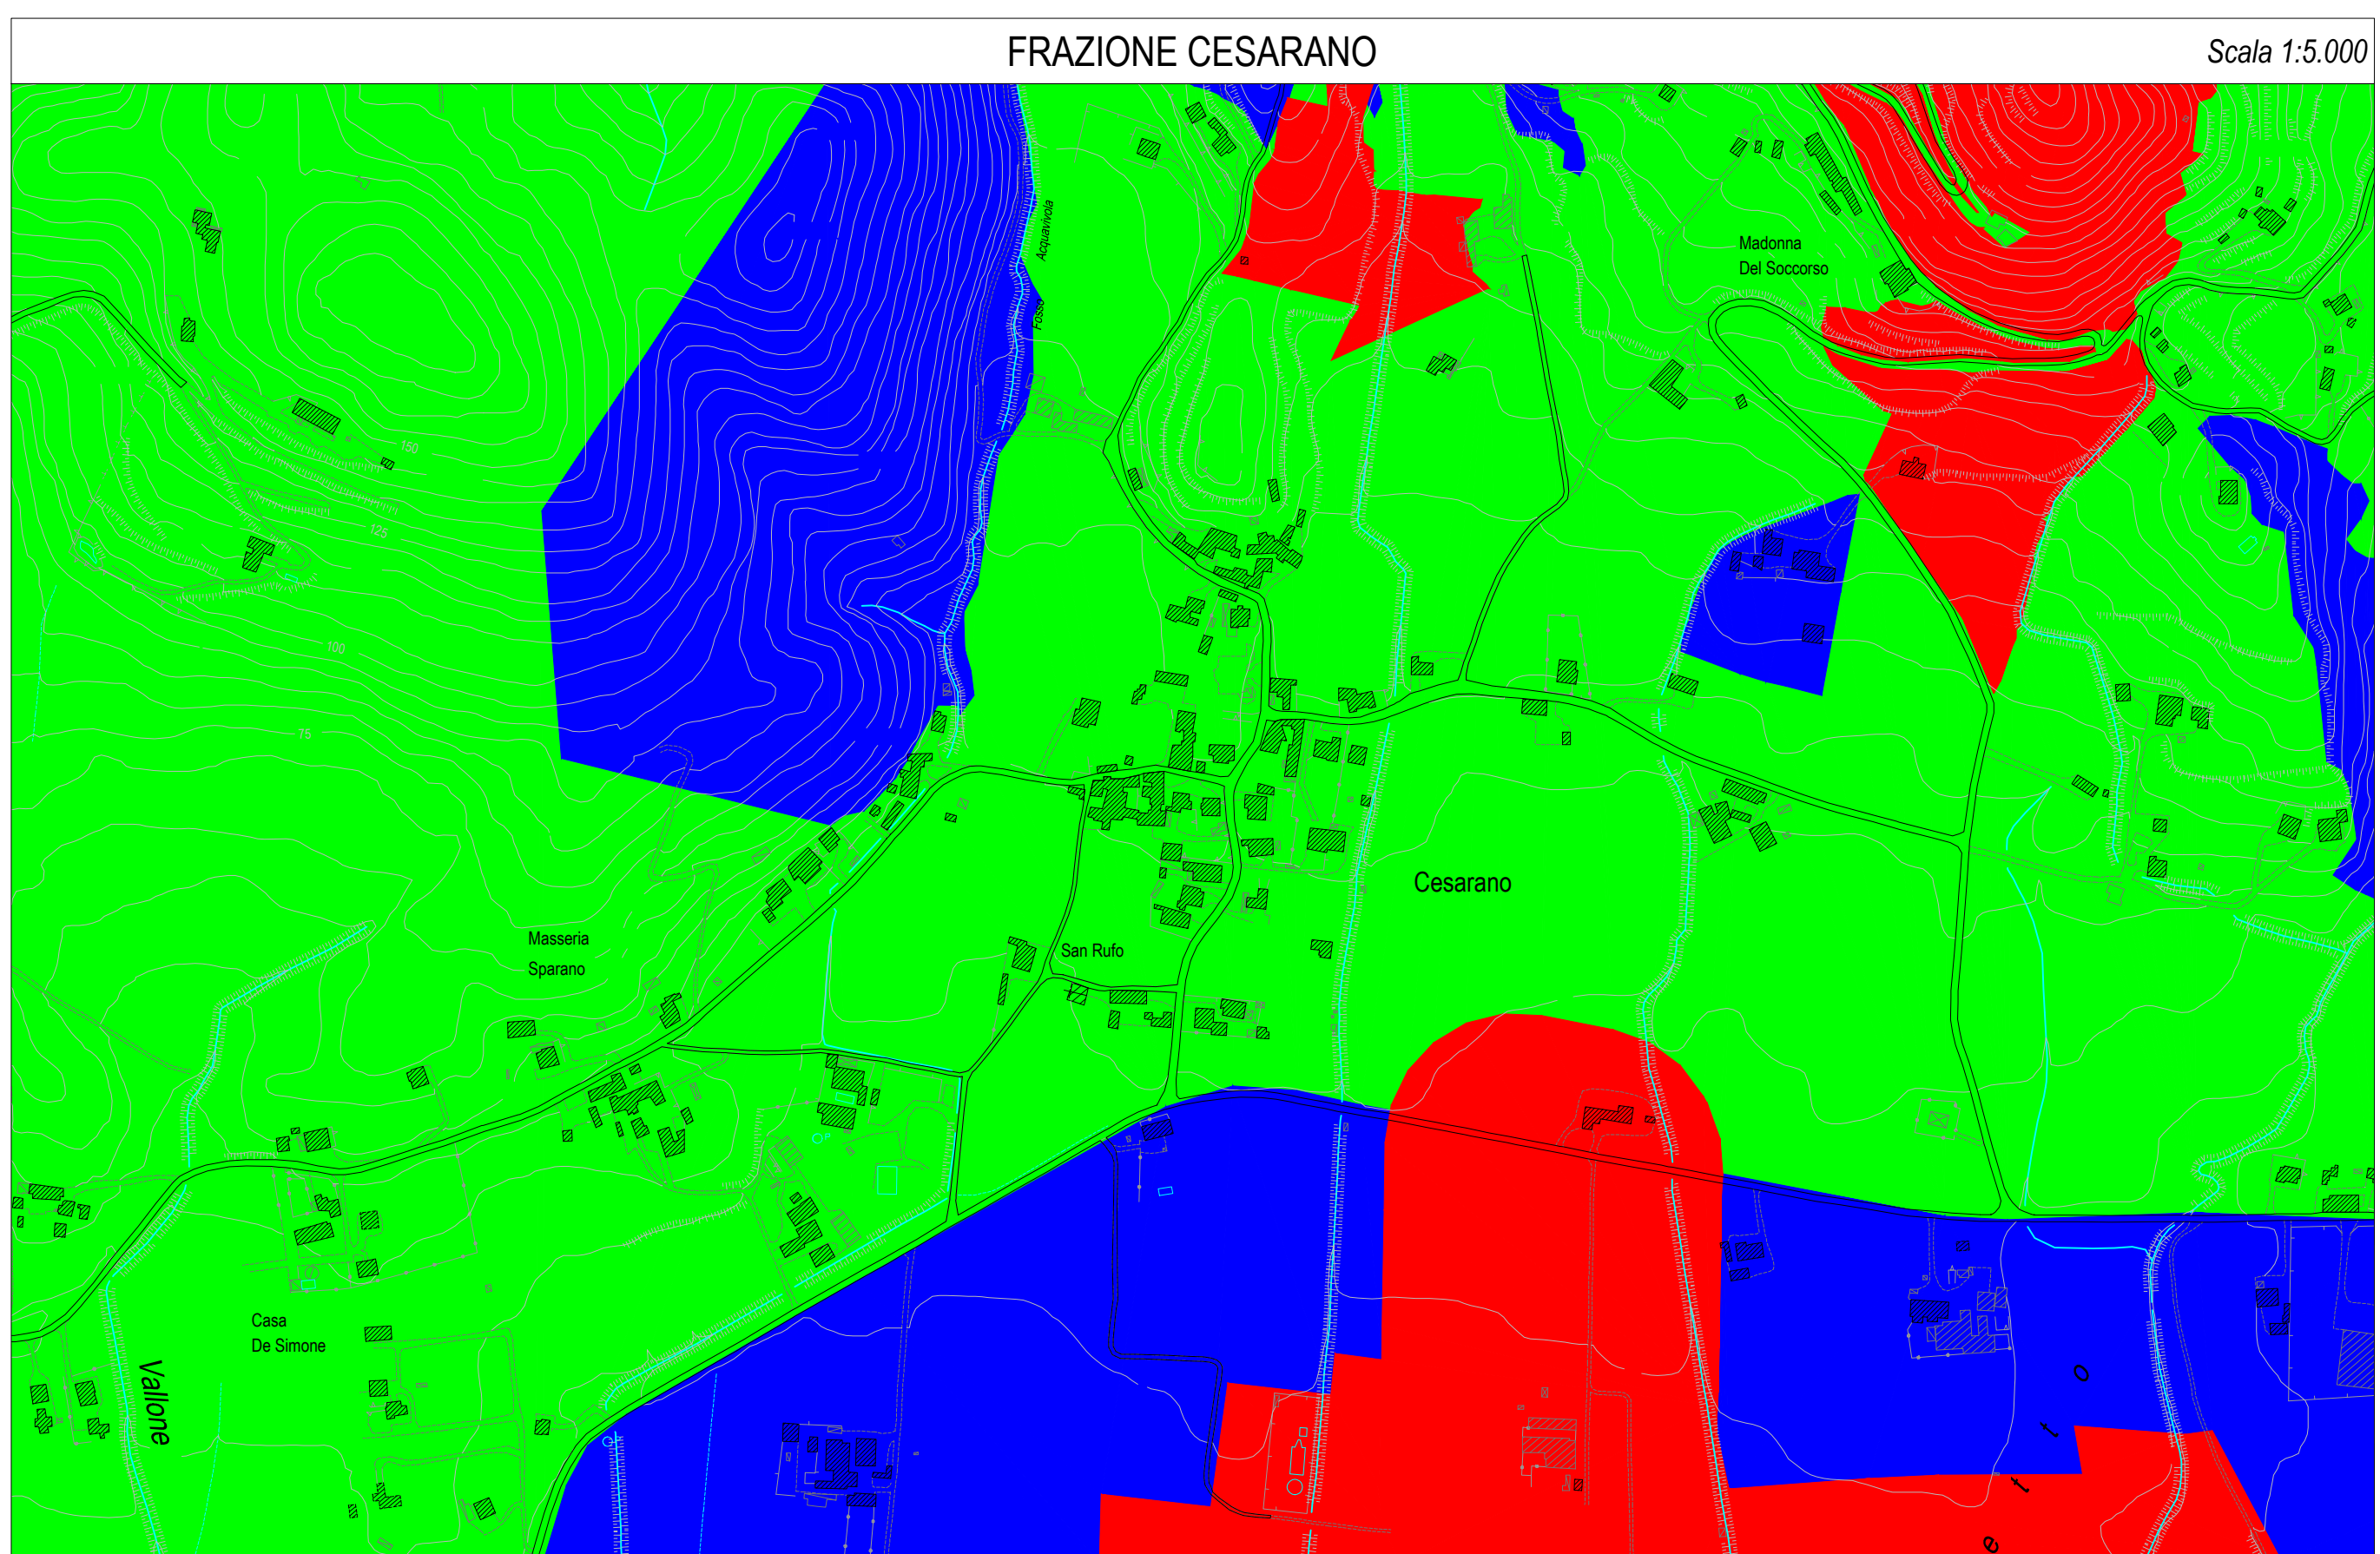 FRAZIONE CESARANO
Scala 1:5.000
Acquavivola
Fosso
Madonna
Del Soccorso
150
125
100
75
Cesarano
Masseria
Sparano
San Rufo
Casa
De Simone
Vallone
e t t o